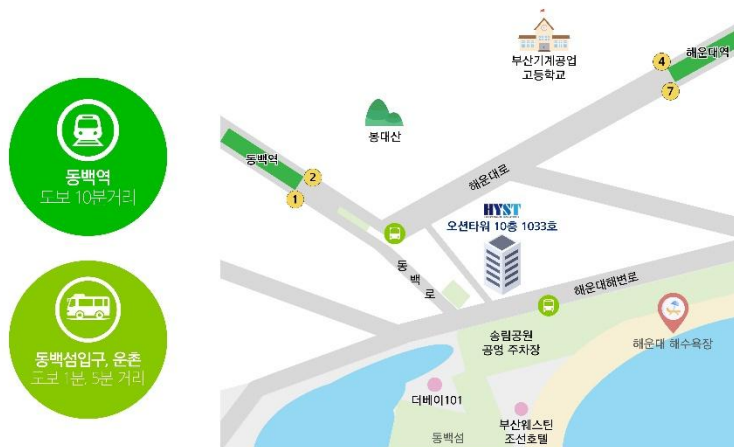 동백역
도보 10분거리
동백섬입구, 운촌
도보 1분, 5분 거리
부산기계공업
고등학교
4
해운대역
7
봉대산
동백역
2
1
해운대로
HYST
오션타워 10층 1033호
동백로
해운대해변로
송림공원
공영 주차장
해운대 해수욕장
더베이101
부산웨스틴
조선호텔
동백섬